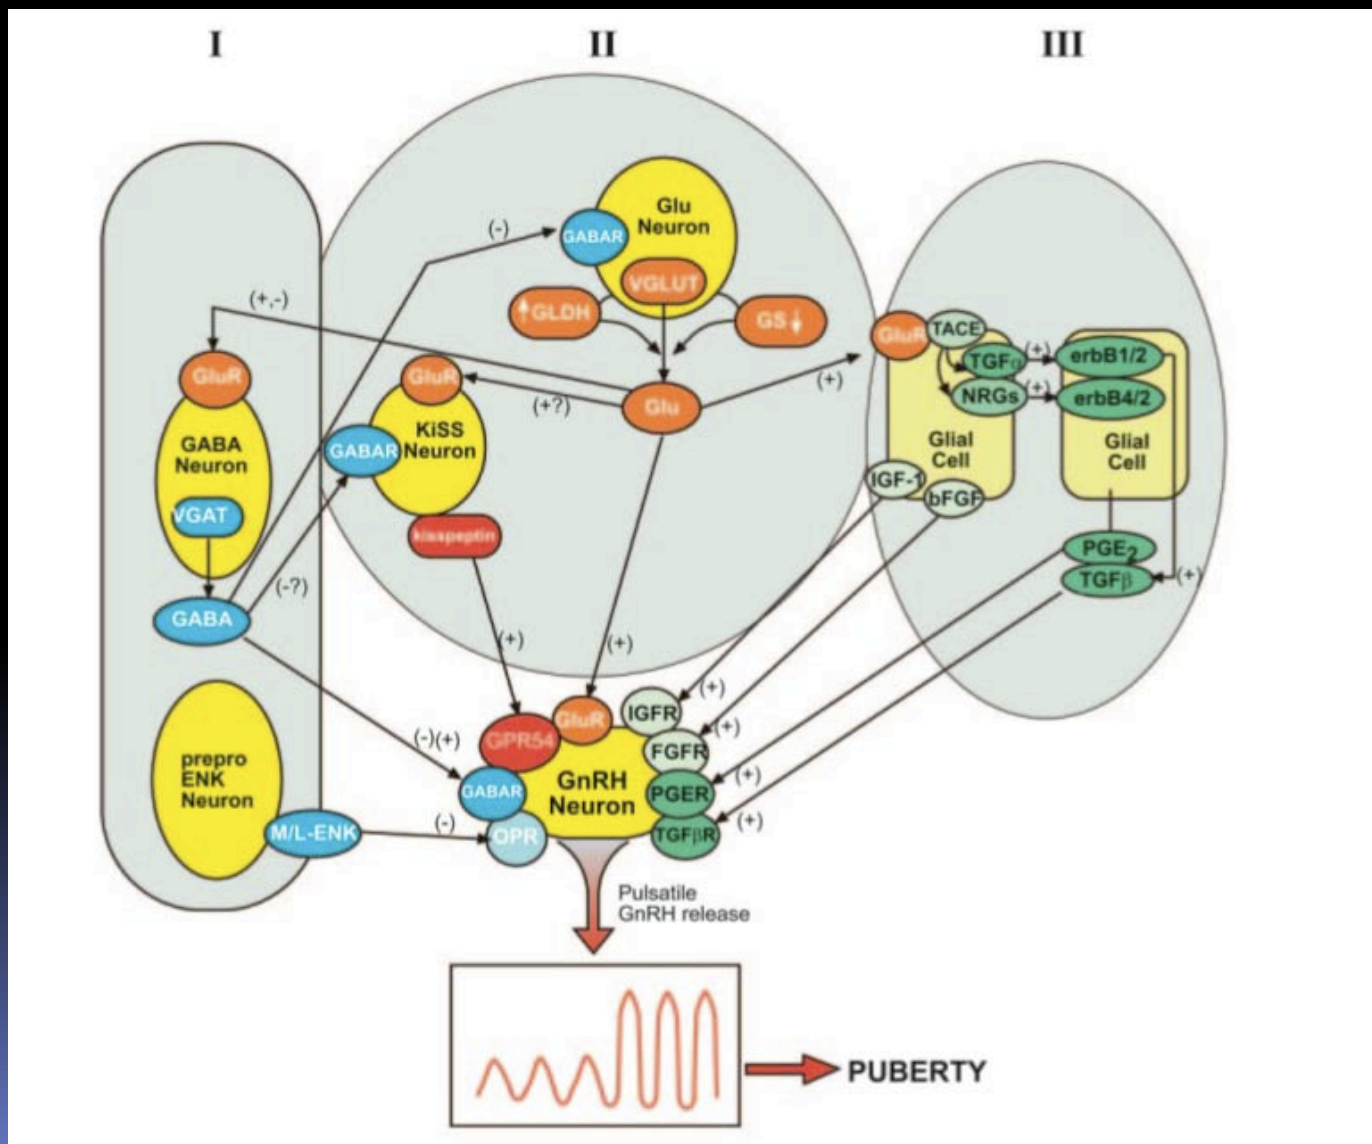 I
II
III
Glu
Neuron
GABAR
VGLUT
GLDH
GS
(-)
(+,-)
GluR
GABA
Neuron
VGAT
GABA
(-?)
GluR
KiSS
Neuron
GABAR
kisspeptin
(+?)
Glu
(+)
GluR
TACE
TGFα
(+)
erbB1/2
NRGs
(+)
erbB4/2
Glial
Cell
Glial
Cell
IGF-1
bFGF
PGE2
TGFβ
(+)
(+)
(+)
(+)
(+)
(+)
(+)
(-)(+)
(-)
prepro
ENK
Neuron
M/L-ENK
GPR54
GluR
IGFR
FGFR
GABAR
GnRH
Neuron
PGER
OPR
TGFβR
Pulsatile
GnRH release
PUBERTY